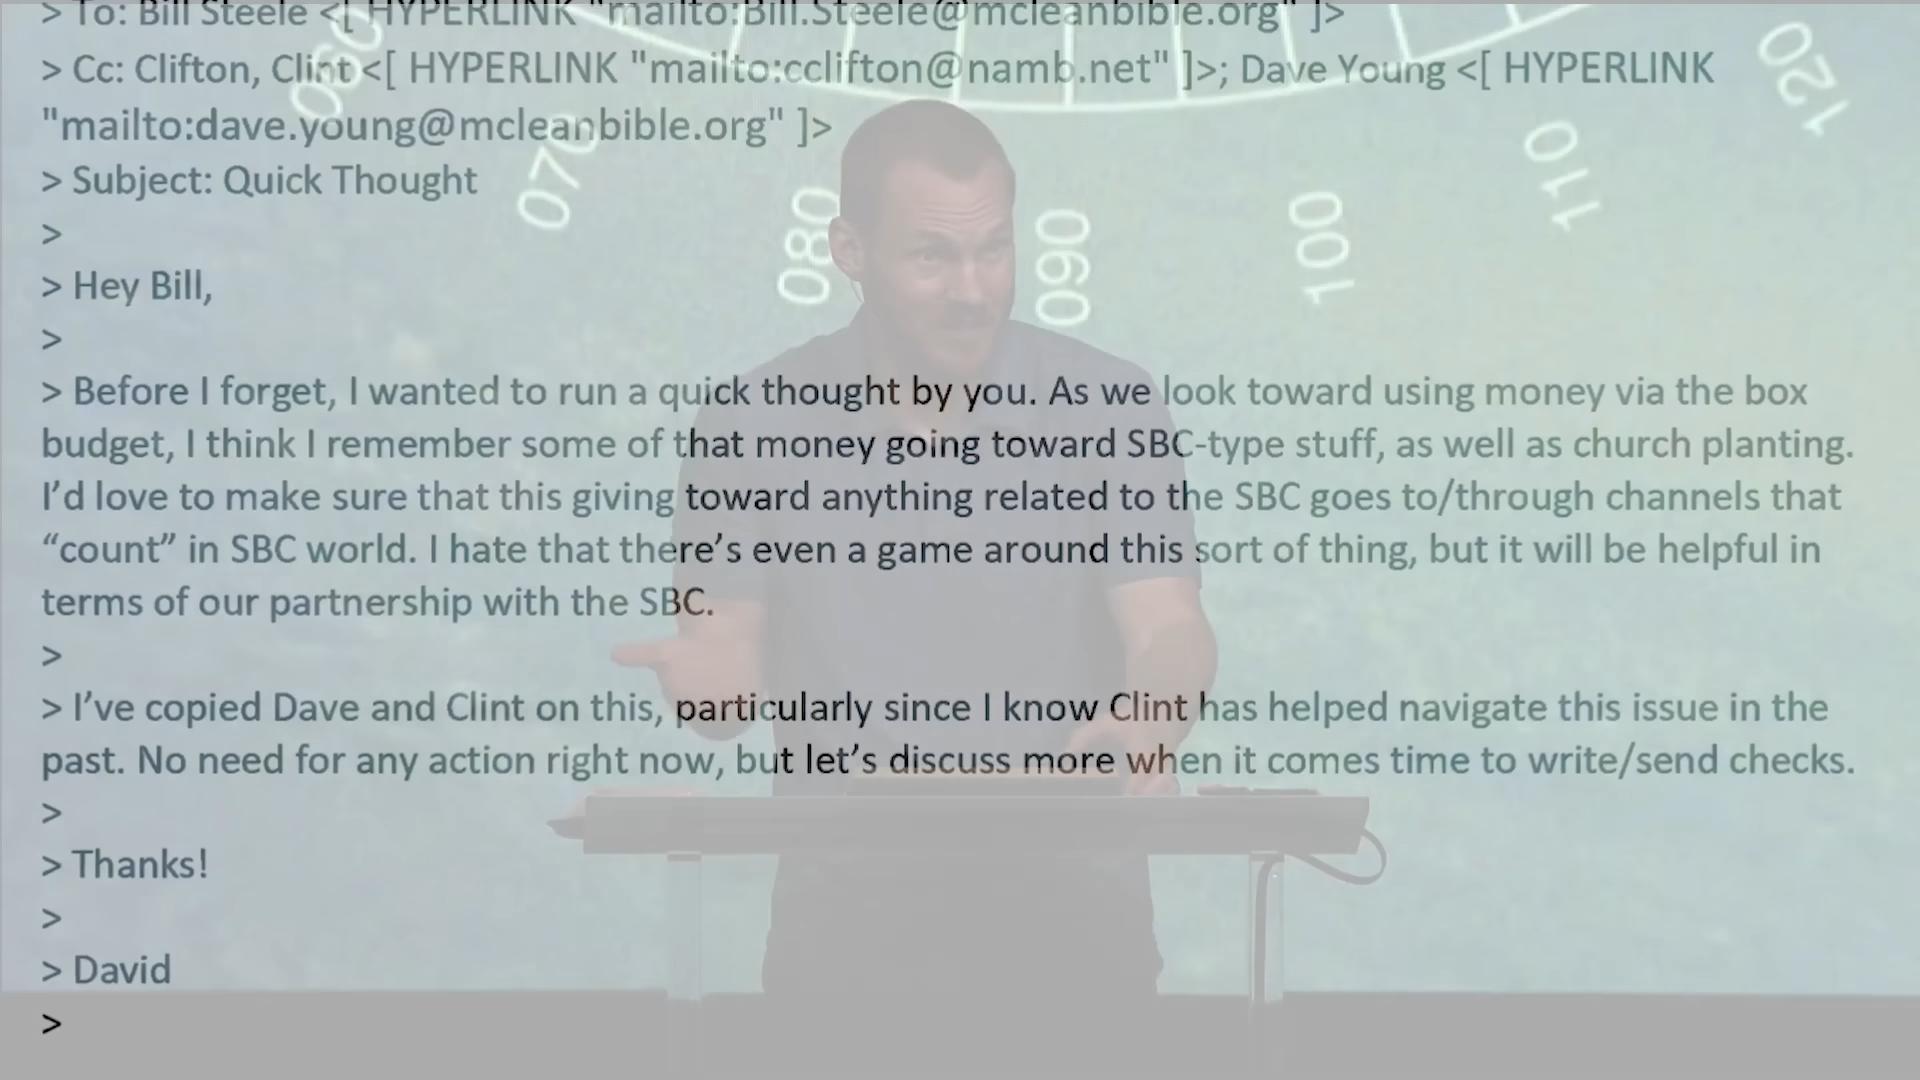 > To: Bill Steele <[ HYPERLINK "mailto:Bill.Steele@mcleanbible.org" ]>
> Cc: Clifton, Clint <[ HYPERLINK "mailto:cclifton@namb.net" ]>; Dave Young <[ HYPERLINK
"mailto:dave.young@mcleanbible.org" ]>
> Subject: Quick Thought
>
> Hey Bill,
>
> Before I forget, I wanted to run a quick thought by you. As we look toward using money via the box
budget, I think I remember some of that money going toward SBC-type stuff, as well as church planting.
I’d love to make sure that this giving toward anything related to the SBC goes to/through channels that
“count” in SBC world. I hate that there’s even a game around this sort of thing, but it will be helpful in
terms of our partnership with the SBC.
>
> I’ve copied Dave and Clint on this, particularly since I know Clint has helped navigate this issue in the
past. No need for any action right now, but let’s discuss more when it comes time to write/send checks.
>
> Thanks!
>
> David
>
060
070
080
090
100
110
120